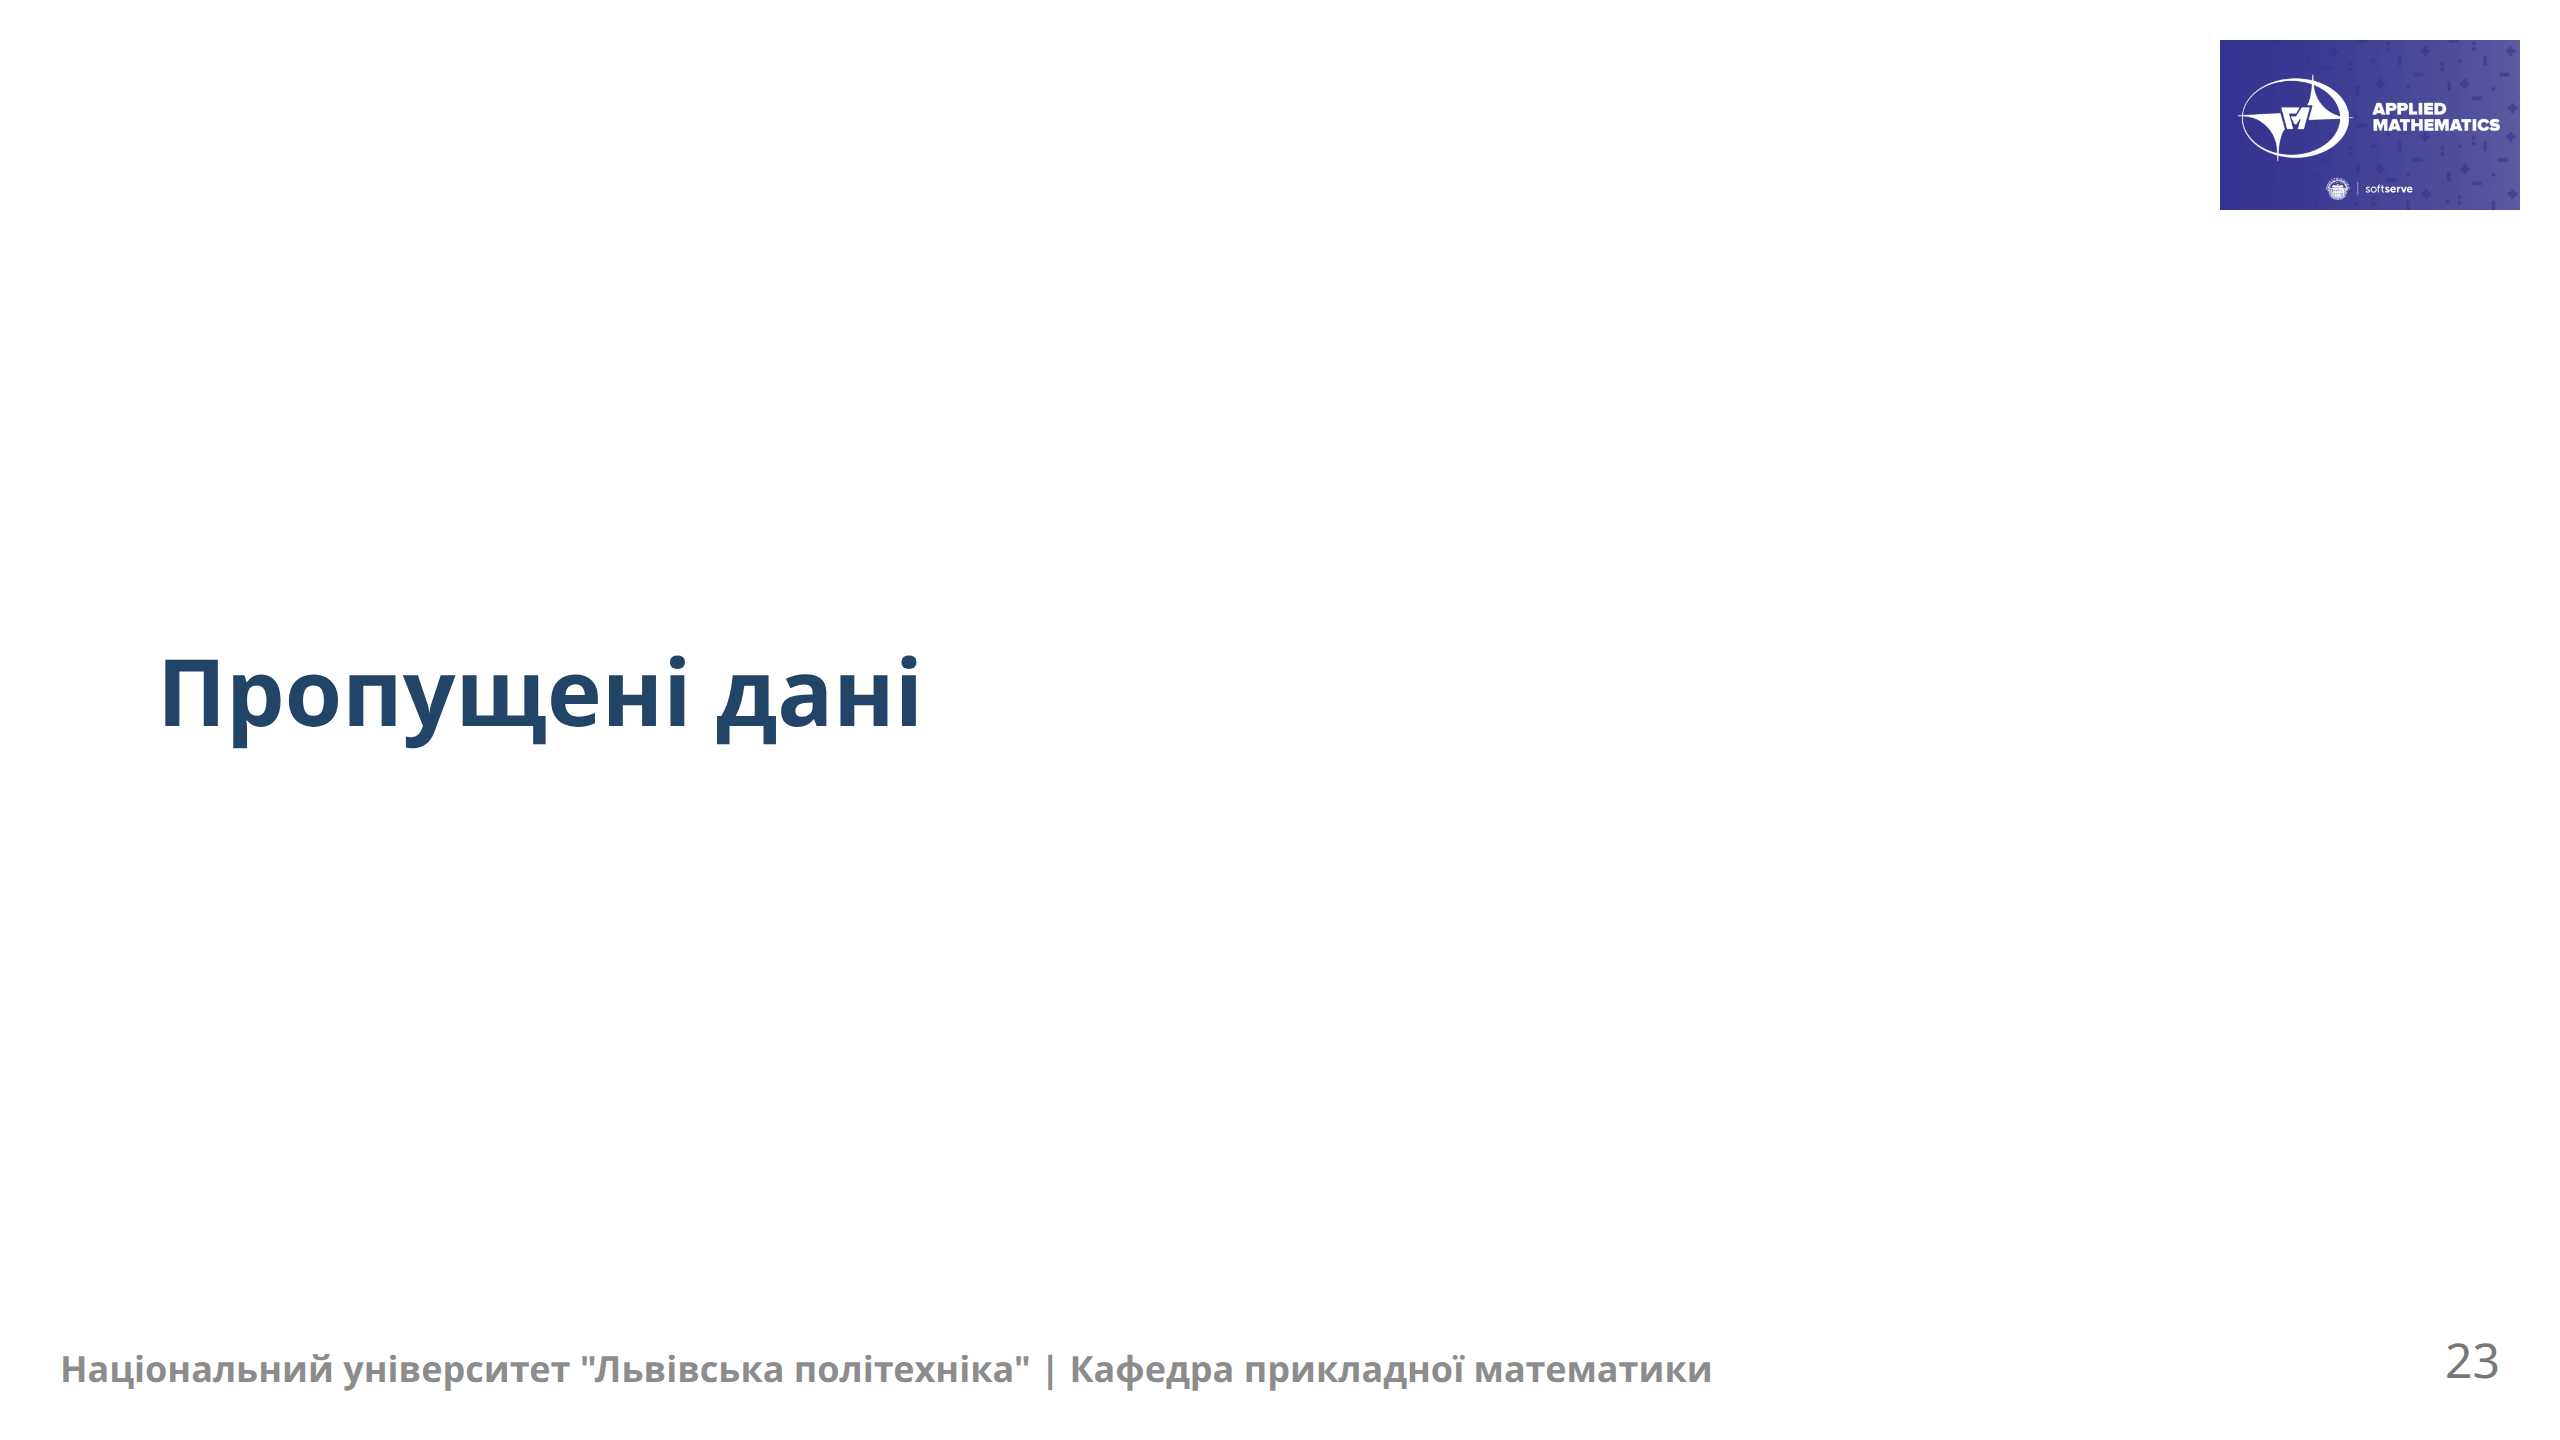 APPLIED
MATHEMATICS
softserve
Пропущені дані
Національний університет "Львівська політехніка" | Кафедра прикладної математики
23